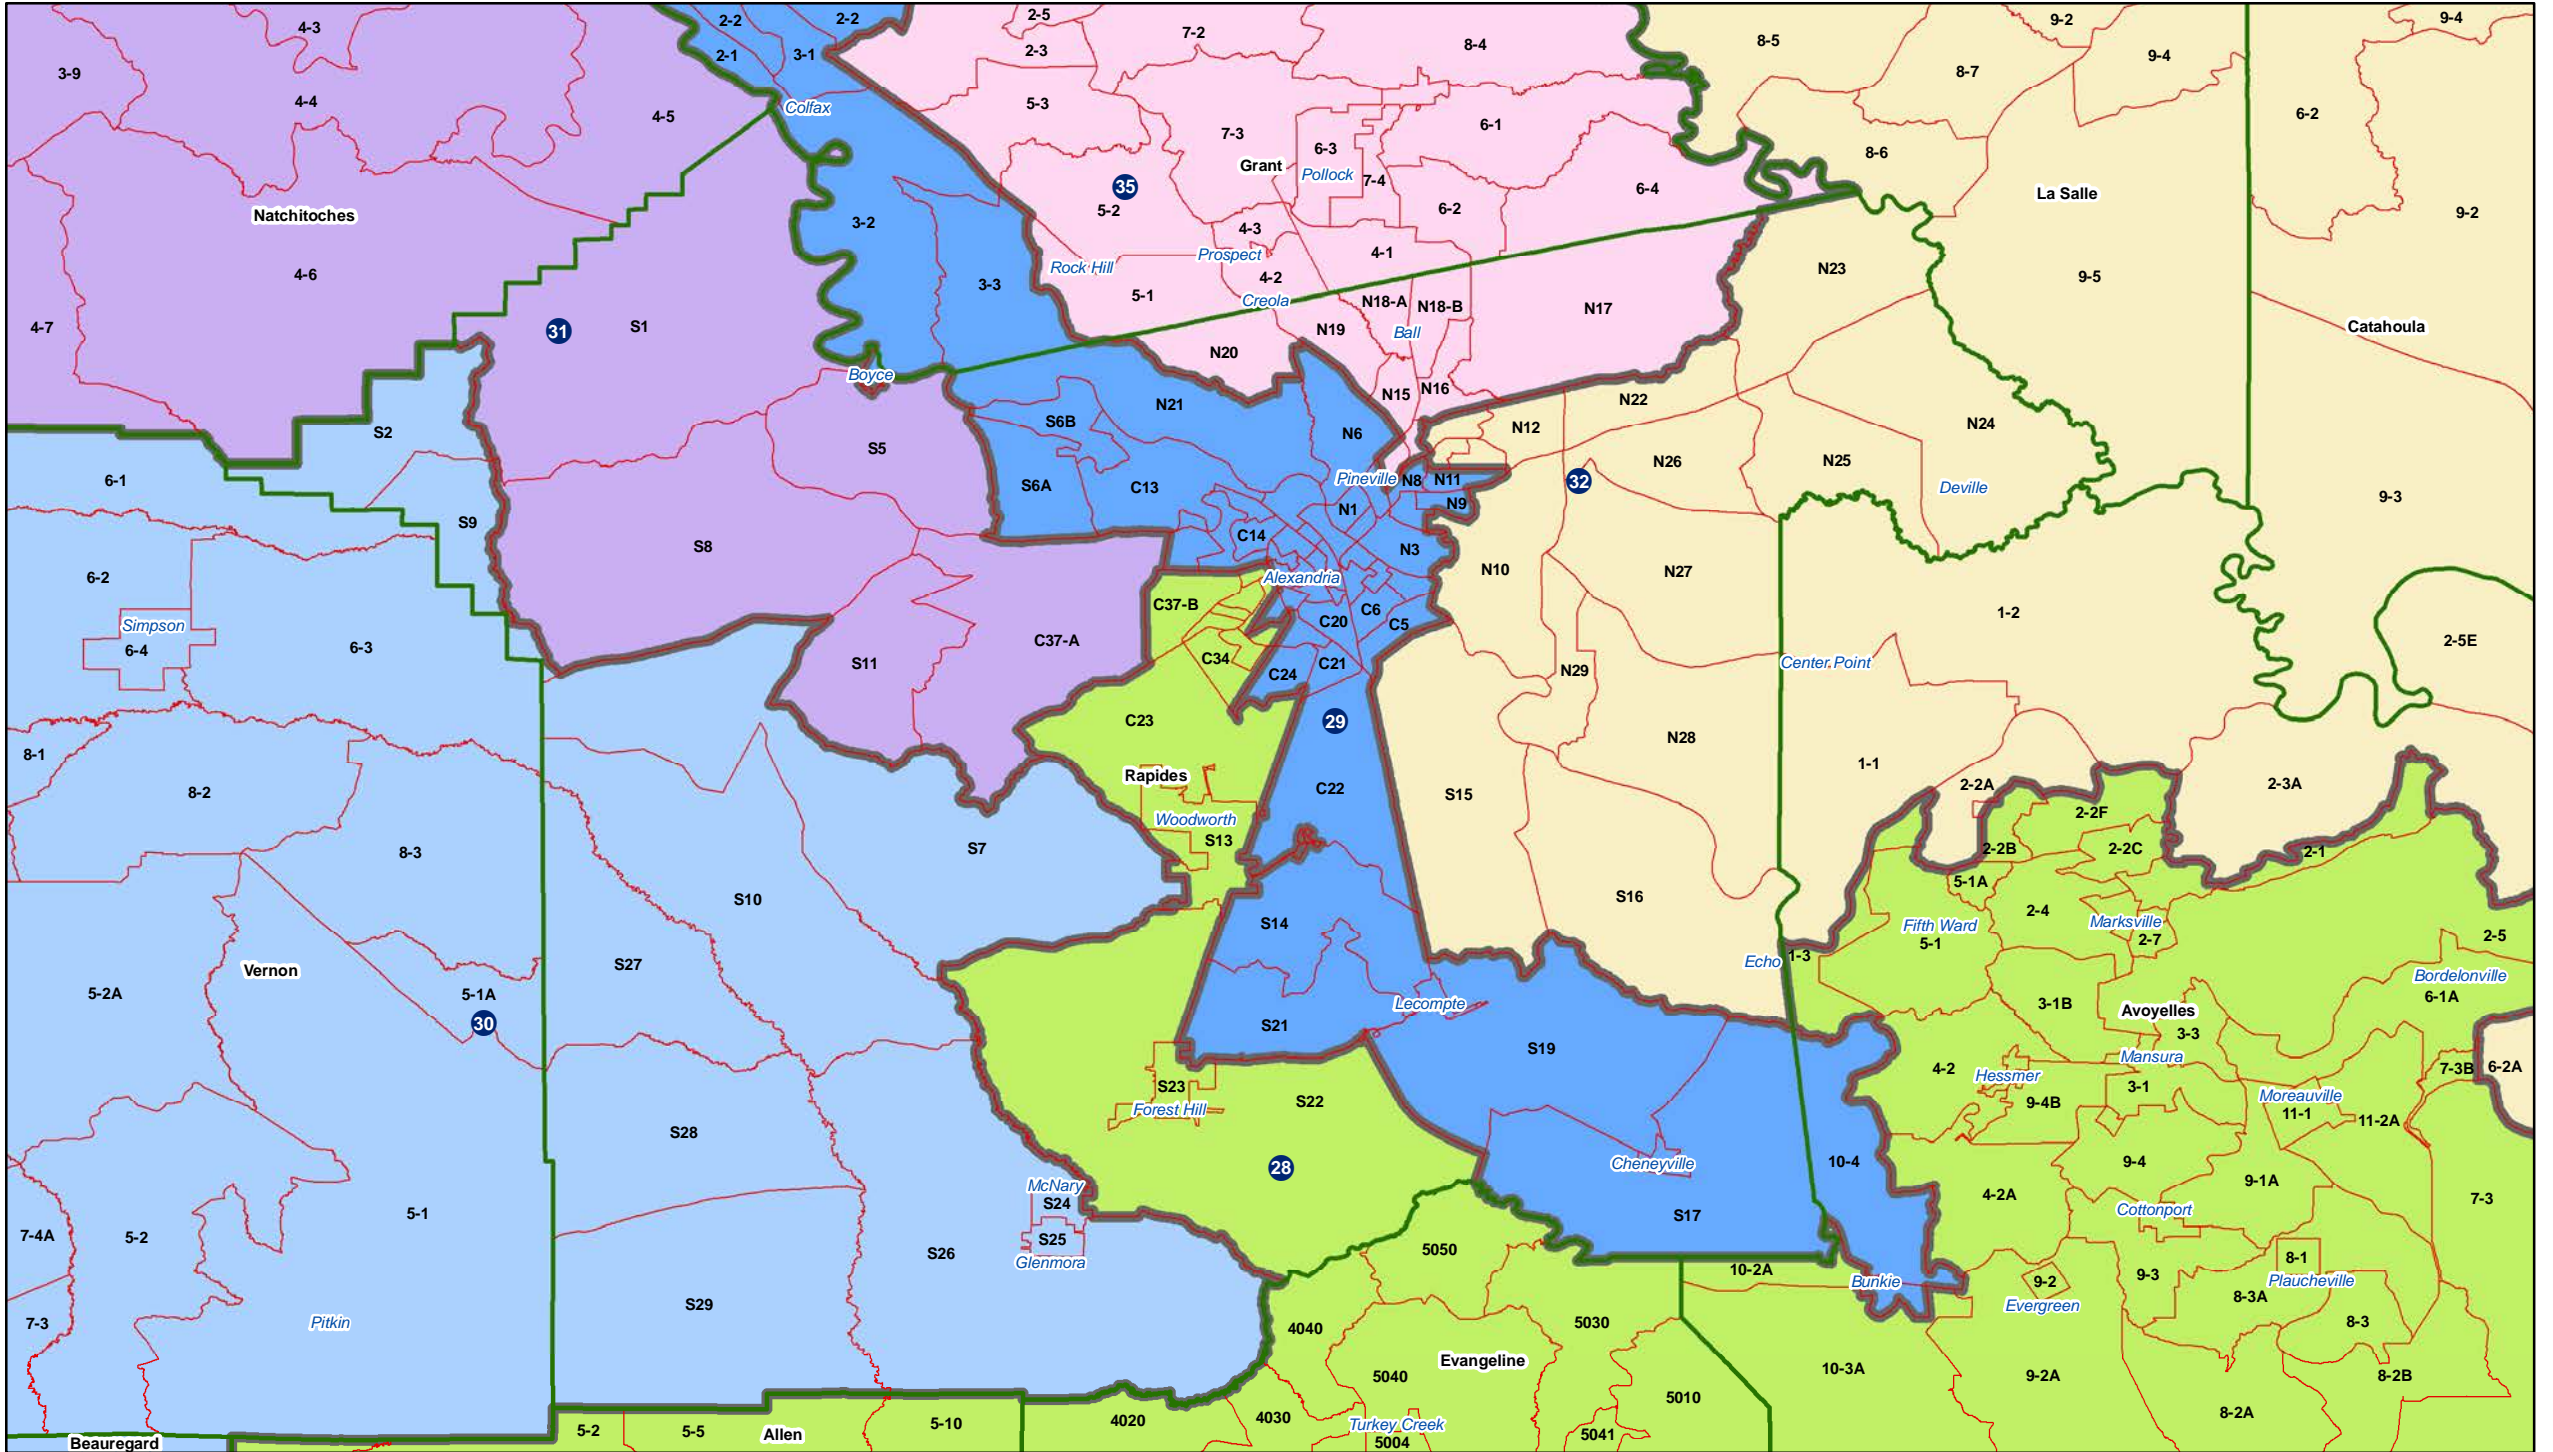 2-2
2-2
2-5
7-2
9-2
9-4
4-3
2-1
3-1
2-3
8-4
8-5
9-4
3-9
8-7
4-4
4-5
Colfax
5-3
7-3
6-1
6-2
6-3
8-6
Grant
Pollock
7-4
35
5-2
6-4
La Salle
Natchitoches
3-2
6-2
9-2
4-3
4-1
Prospect
Rock Hill
4-2
N23
9-5
4-6
3-3
5-1
Creola
N18-A
N18-B
N17
4-7
31
S1
N19
Ball
Catahoula
N20
Boyce
N15
N16
N22
N21
S6B
N6
N12
N24
S2
S5
N26
N25
6-1
S6A
C13
Pineville
N8
N11
32
Deville
9-3
S9
N1
N9
S8
C14
N3
6-2
Alexandria
N10
N27
C37-B
C6
1-2
Simpson
C20
C5
6-4
6-3
C37-A
2-5E
S11
C34
C24
C21
N29
Center Point
C23
29
N28
8-1
1-1
Rapides
8-2
C22
S15
2-2A
2-3A
Woodworth
2-2F
S13
8-3
S7
2-2B
2-2C
2-1
5-1A
S10
S16
2-4
S14
Fifth Ward
Marksville
5-1
2-7
2-5
Vernon
S27
Echo
1-3
Bordelonville
5-2A
5-1A
Lecompte
3-1B
6-1A
Avoyelles
30
S21
3-3
S19
Mansura
4-2
Hessmer
7-3B
6-2A
S23
3-1
Forest Hill
S22
9-4B
Moreauville
11-1
11-2A
S28
28
Cheneyville
10-4
9-4
McNary
S24
4-2A
9-1A
7-3
5-1
S17
Cottonport
7-4A
5-2
S25
S26
5050
Glenmora
8-1
10-2A
Bunkie
9-2
9-3
Plaucheville
S29
Evergreen
8-3A
Pitkin
7-3
4040
5030
8-3
Evangeline
10-3A
5040
9-2A
8-2B
5010
5-2
5-5
Allen
5-10
4020
4030
Turkey Creek
8-2A
Beauregard
5004
5041